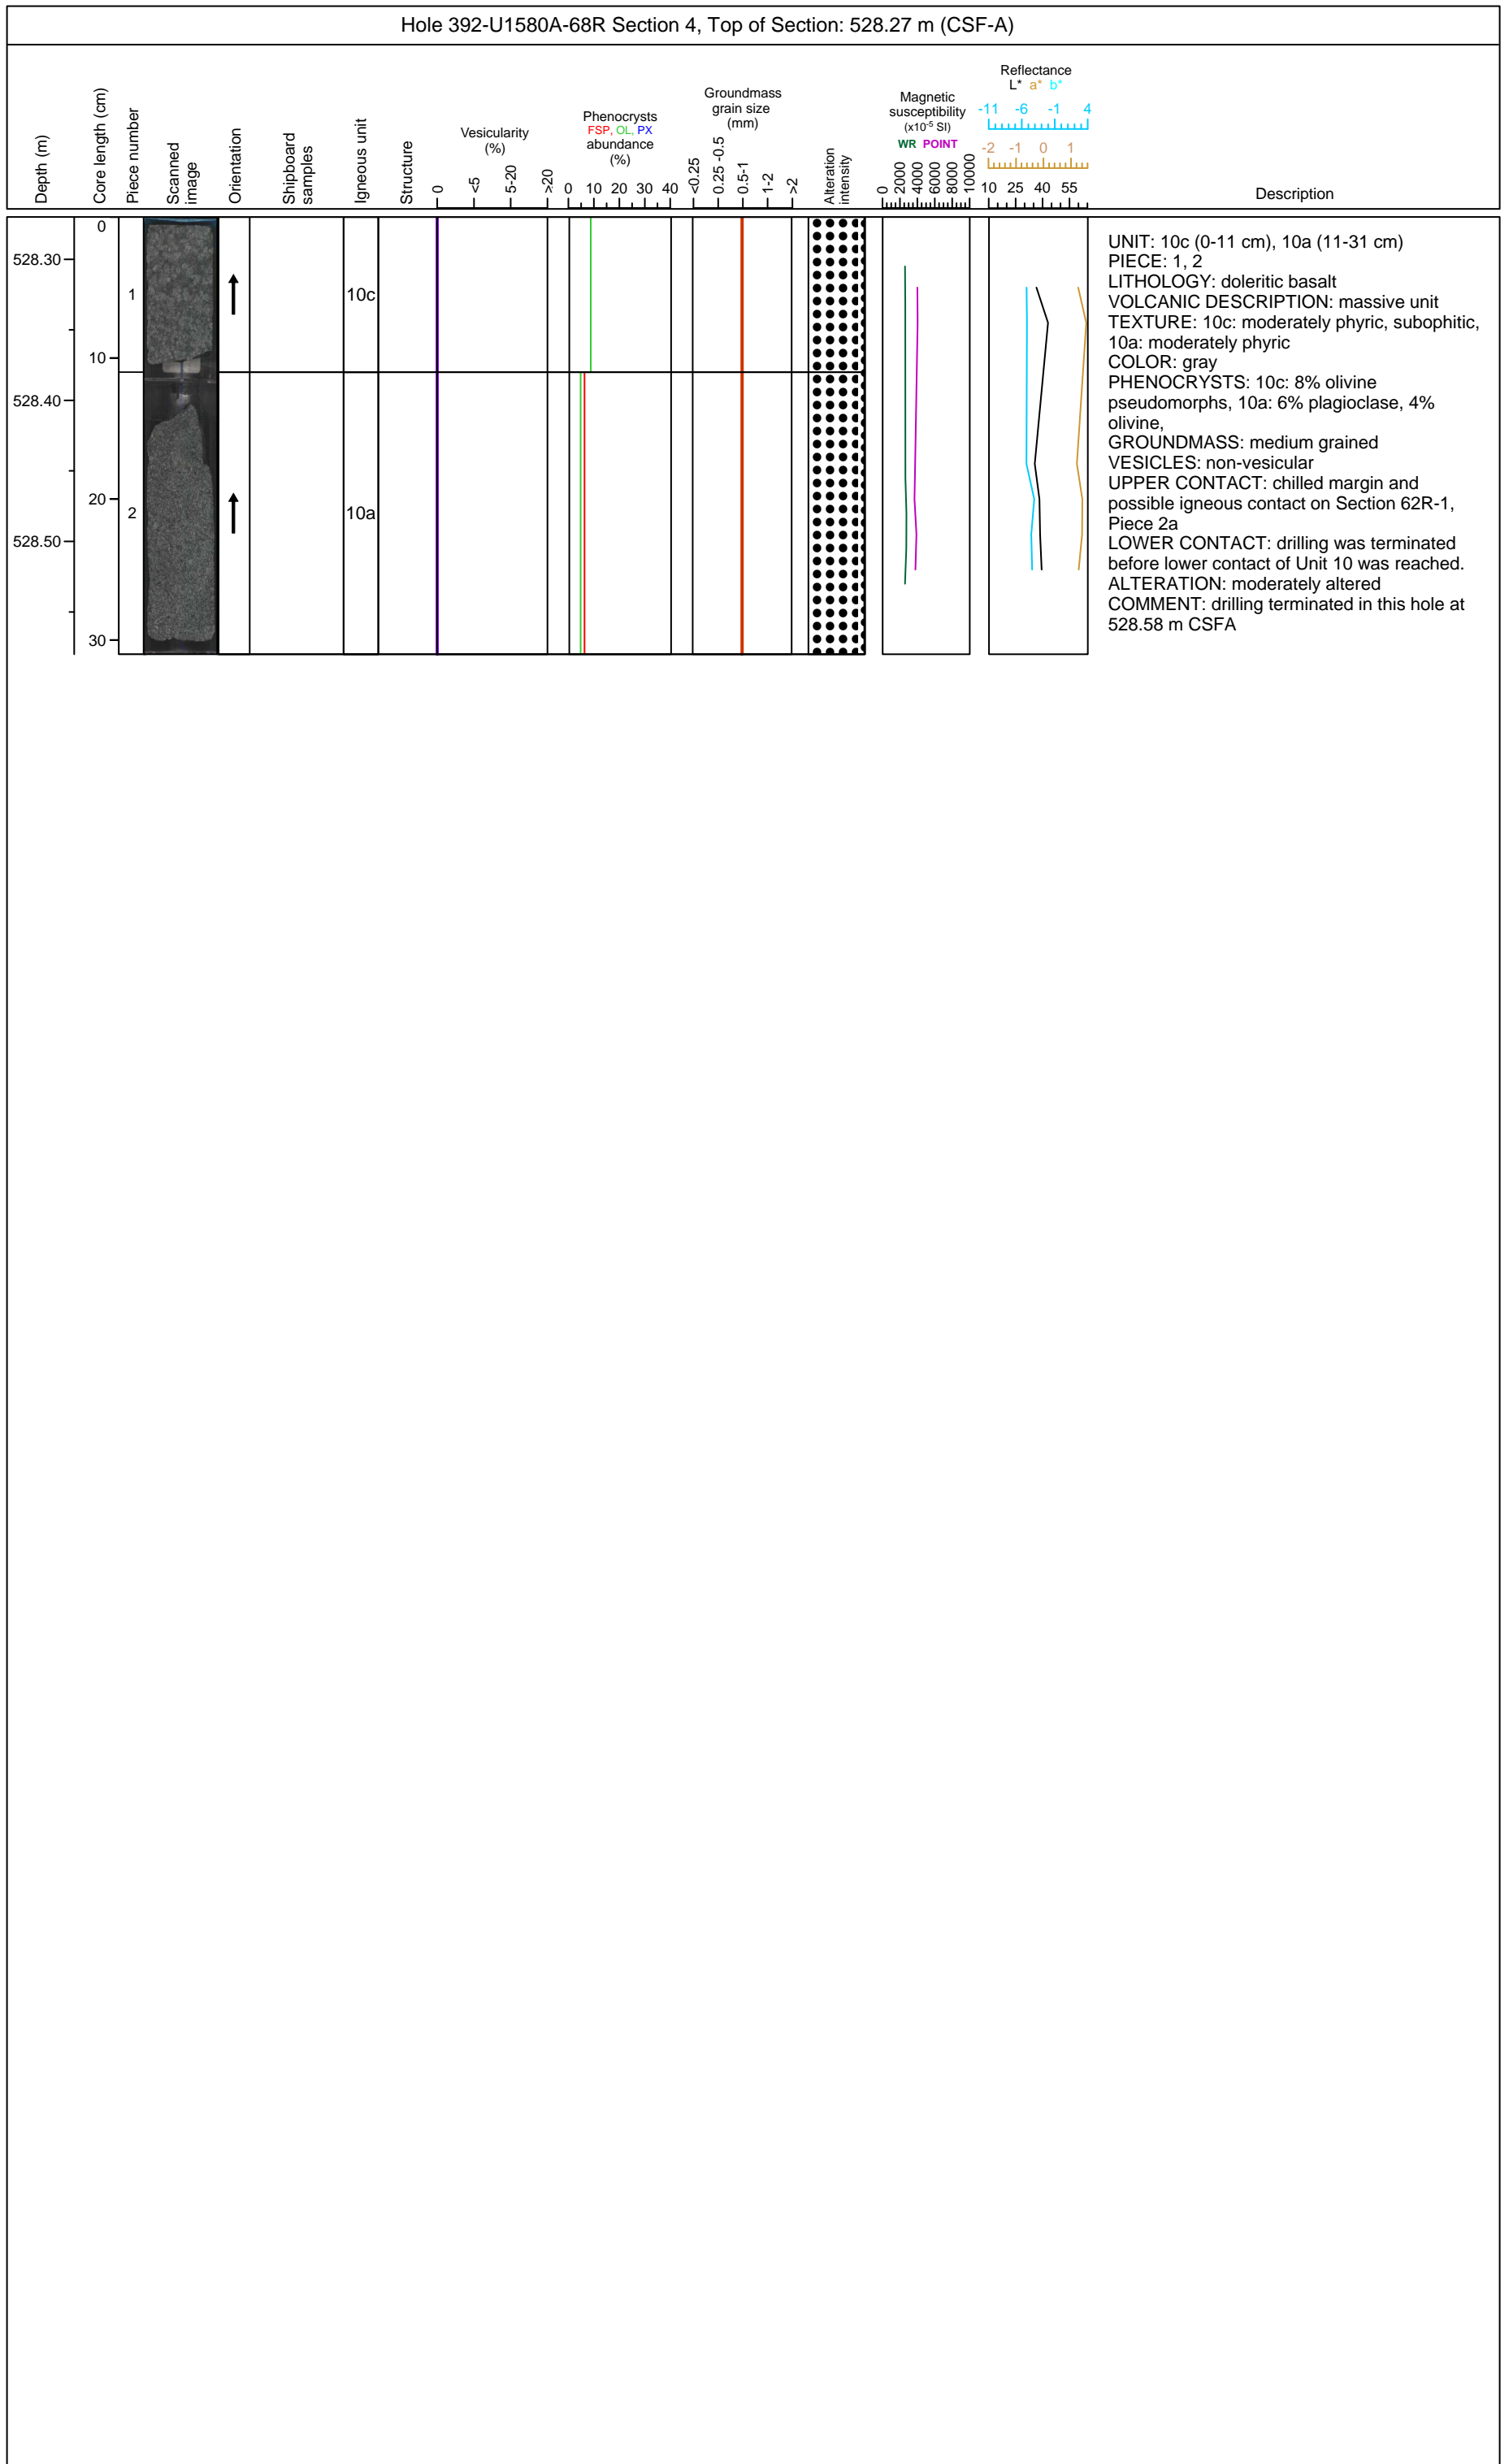 Hole 392-U1580A-68R Section 4, Top of Section: 528.27 m (CSF-A)
Depth (m)
Core length (cm)
Piece number
Scanned
image
Orientation
Shipboard
samples
Igneous unit
Structure
Vesicularity
(%)
0
<5
5-20
>20
Phenocrysts
FSP, OL, PX
abundance
(%)
0 10 20 30 40
Groundmass
grain size
(mm)
<0.25
0.25 -0.5
0.5-1
1-2
>2
Alteration
intensity
Magnetic
susceptibility
(x10-5 SI)
WR POINT
0
2000
4000
6000
8000
10000
Reflectance
L* a* b*
-11 -6 -1 4
-2 -1 0 1
10 25 40 55
Description
528.30
528.40
528.50
0
10
20
30
1
2
10c
10a
UNIT: 10c (0-11 cm), 10a (11-31 cm)
PIECE: 1, 2
LITHOLOGY: doleritic basalt
VOLCANIC DESCRIPTION: massive unit
TEXTURE: 10c: moderately phyric, subophitic,
10a: moderately phyric
COLOR: gray
PHENOCRYSTS: 10c: 8% olivine
pseudomorphs, 10a: 6% plagioclase, 4%
olivine,
GROUNDMASS: medium grained
VESICLES: non-vesicular
UPPER CONTACT: chilled margin and
possible igneous contact on Section 62R-1,
Piece 2a
LOWER CONTACT: drilling was terminated
before lower contact of Unit 10 was reached.
ALTERATION: moderately altered
COMMENT: drilling terminated in this hole at
528.58 m CSFA